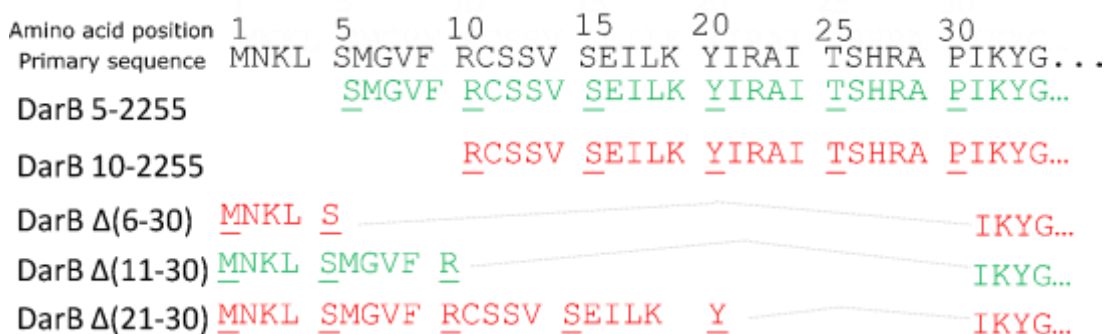 Amino acid position 1 5 10 15 20 25 30
Primary sequence MNKL SMGVF RCSSV SEILK YIRAI TSHRA PIKYG...
DarB 5-2255 SMGVF RCSSV SEILK YIRAI TSHRA PIKYG...
DarB 10-2255 RCSSV SEILK YIRAI TSHRA PIKYG...
DarB Δ(6-30) MNKL S IKYG...
DarB Δ(11-30) MNKL SMGVF R IKYG...
DarB Δ(21-30) MNKL SMGVF RCSSV SEILK Y IKYG...